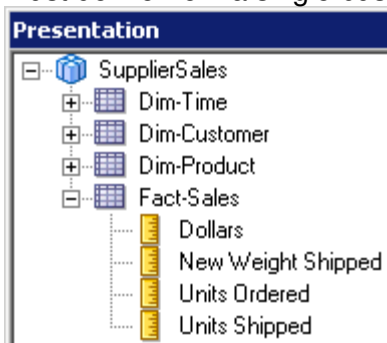 Presentation
SupplierSales
Dim-Time
Dim-Customer
Dim-Product
Fact-Sales
Dollars
New Weight Shipped
Units Ordered
Units Shipped